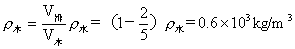 ρ木 = V排/V木 ρ水 = (1−2/5) ρ水 = 0.6×10³kg/m³